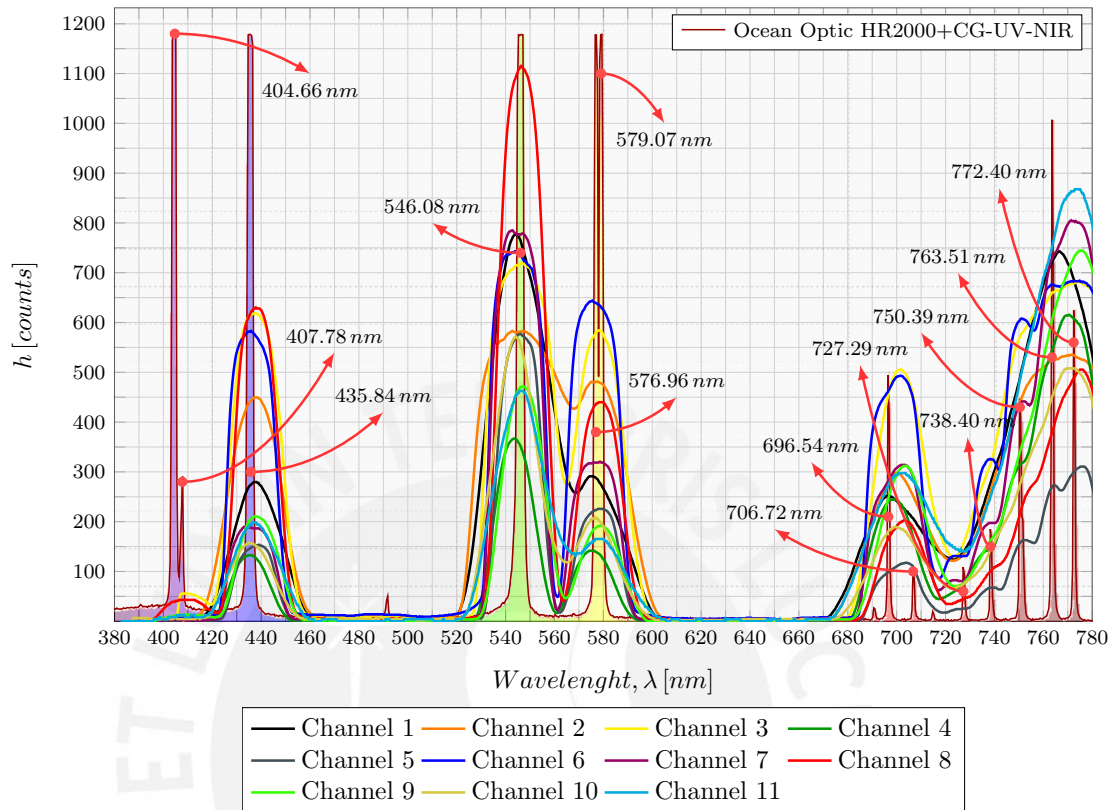 1200
1100
1000
900
800
700
600
500
400
300
200
100
h [counts]
Ocean Optic HR2000+CG-UV-NIR
404.66 nm
579.07 nm
772.40 nm
546.08 nm
763.51 nm
750.39 nm
407.78 nm
727.29 nm
435.84 nm
576.96 nm
738.40 nm
696.54 nm
706.72 nm
380 400 420 440 460 480 500 520 540 560 580 600 620 640 660 680 700 720 740 760 780
Wavelenght, λ [nm]
Channel 1 Channel 2 Channel 3 Channel 4
Channel 5 Channel 6 Channel 7 Channel 8
Channel 9 Channel 10 Channel 11